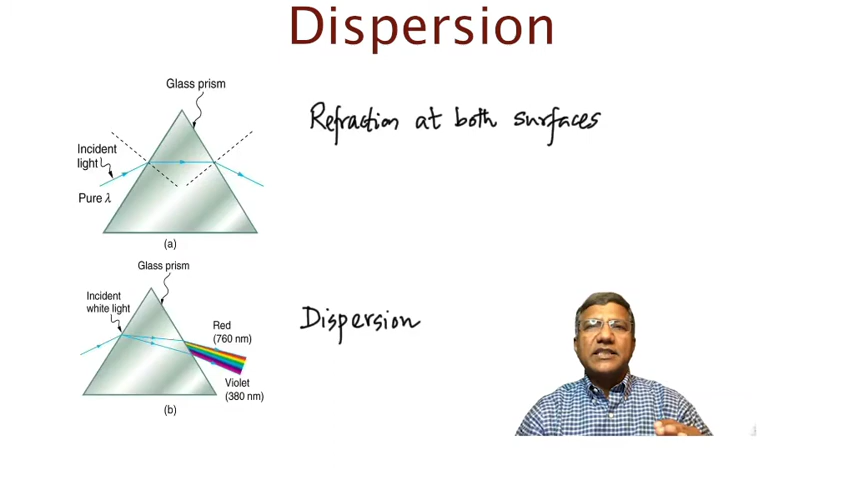 Dispersion
Glass prism
Refraction at both surfaces
Incident
light
Pure λ
(a)
Glass prism
Incident
white light
Dispersion
Red
(760 nm)
Violet
(380 nm)
(b)